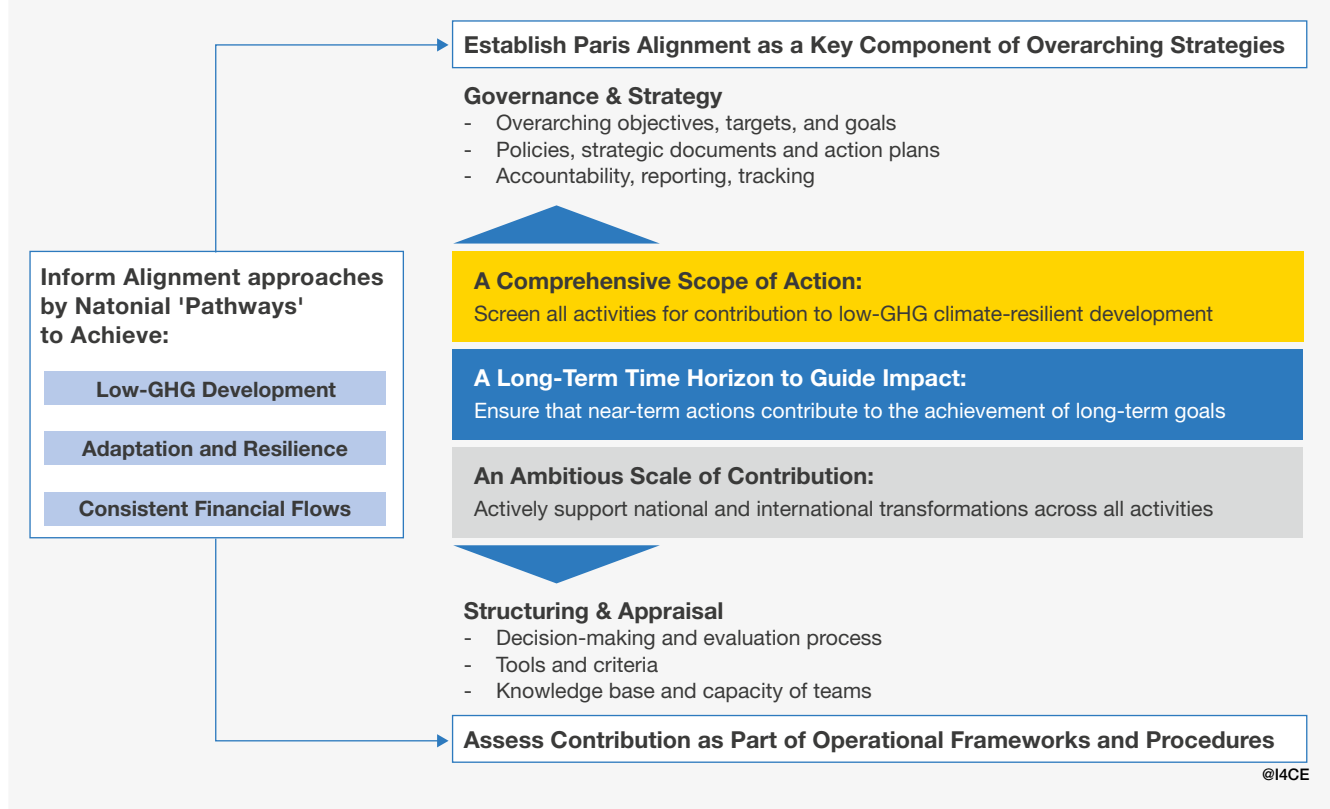 Establish Paris Alignment as a Key Component of Overarching Strategies
Governance & Strategy
- Overarching objectives, targets, and goals
- Policies, strategic documents and action plans
- Accountability, reporting, tracking
Inform Alignment approaches
by Natonial 'Pathways'
to Achieve:
Low-GHG Development
Adaptation and Resilience
Consistent Financial Flows
A Comprehensive Scope of Action:
Screen all activities for contribution to low-GHG climate-resilient development
A Long-Term Time Horizon to Guide Impact:
Ensure that near-term actions contribute to the achievement of long-term goals
An Ambitious Scale of Contribution:
Actively support national and international transformations across all activities
Structuring & Appraisal
- Decision-making and evaluation process
- Tools and criteria
- Knowledge base and capacity of teams
Assess Contribution as Part of Operational Frameworks and Procedures
@I4CE